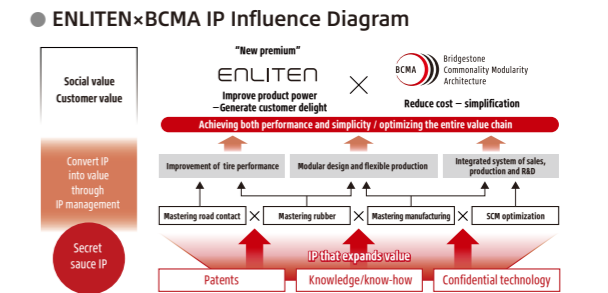 ENLITEN×BCMA IP Influence Diagram
Social value
Customer value
Convert IP
into value
through
IP management
Secret
sauce IP
"New premium"
ENLITEN
Improve product power
—Generate customer delight
×
BCMA
Bridgestone
Commonality Modularity
Architecture
Reduce cost — simplification
Achieving both performance and simplicity / optimizing the entire value chain
Improvement of tire performance
Modular design and flexible production
Integrated system of sales,
production and R&D
Mastering road contact × Mastering rubber × Mastering manufacturing × SCM optimization
IP that expands value
Patents
Knowledge/know-how
Confidential technology